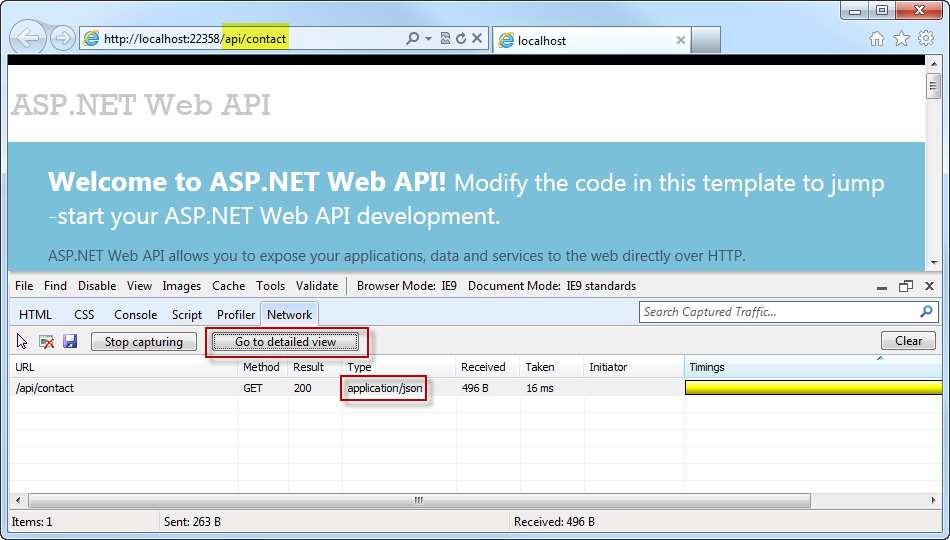 http://localhost:22358/api/contact
localhost
ASP.NET Web API
Welcome to ASP.NET Web API! Modify the code in this template to jump
-start your ASP.NET Web API development.
ASP.NET Web API allows you to expose your applications, data and services to the web directly over HTTP.
File Find Disable View Images Cache Tools Validate Browser Mode: IE9 Document Mode: IE9 standards
HTML CSS Console Script Profiler Network Search Captured Traffic...
Stop capturing Go to detailed view Clear
URL Method Result Type Received Taken Initiator Timings
/api/contact GET 200 application/json 496 B 16 ms
Items: 1 Sent: 263 B Received: 496 B